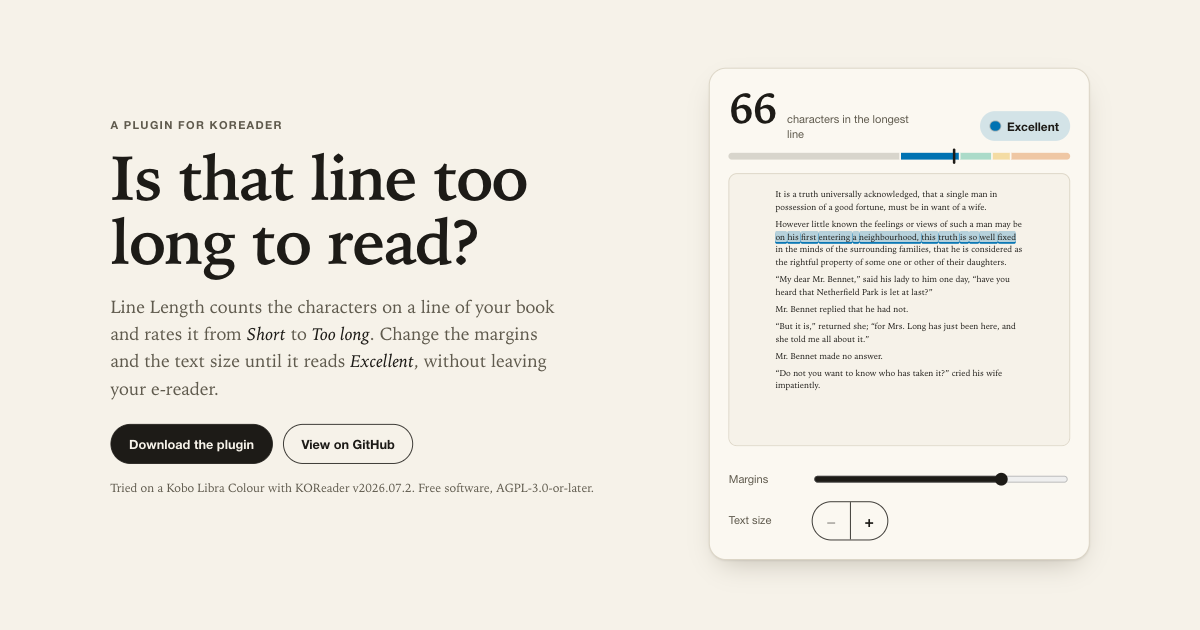 A PLUGIN FOR KOREADER
Is that line too
long to read?
Line Length counts the characters on a line of your book
and rates it from Short to Too long. Change the margins
and the text size until it reads Excellent, without leaving
your e-reader.
Download the plugin
View on GitHub
Tried on a Kobo Libra Colour with KOReader v2026.07.2. Free software, AGPL-3.0-or-later.
66
characters in the longest
line
Excellent
It is a truth universally acknowledged, that a single man in
possession of a good fortune, must be in want of a wife.
However little known the feelings or views of such a man may be
on his first entering a neighbourhood, this truth is so well fixed
in the minds of the surrounding families, that he is considered as
the rightful property of some one or other of their daughters.
“My dear Mr. Bennet,” said his lady to him one day, “have you
heard that Netherfield Park is let at last?”
Mr. Bennet replied that he had not.
“But it is,” returned she; “for Mrs. Long has just been here, and
she told me all about it.”
Mr. Bennet made no answer.
“Do not you want to know who has taken it?” cried his wife
impatiently.
Margins
Text size
− +